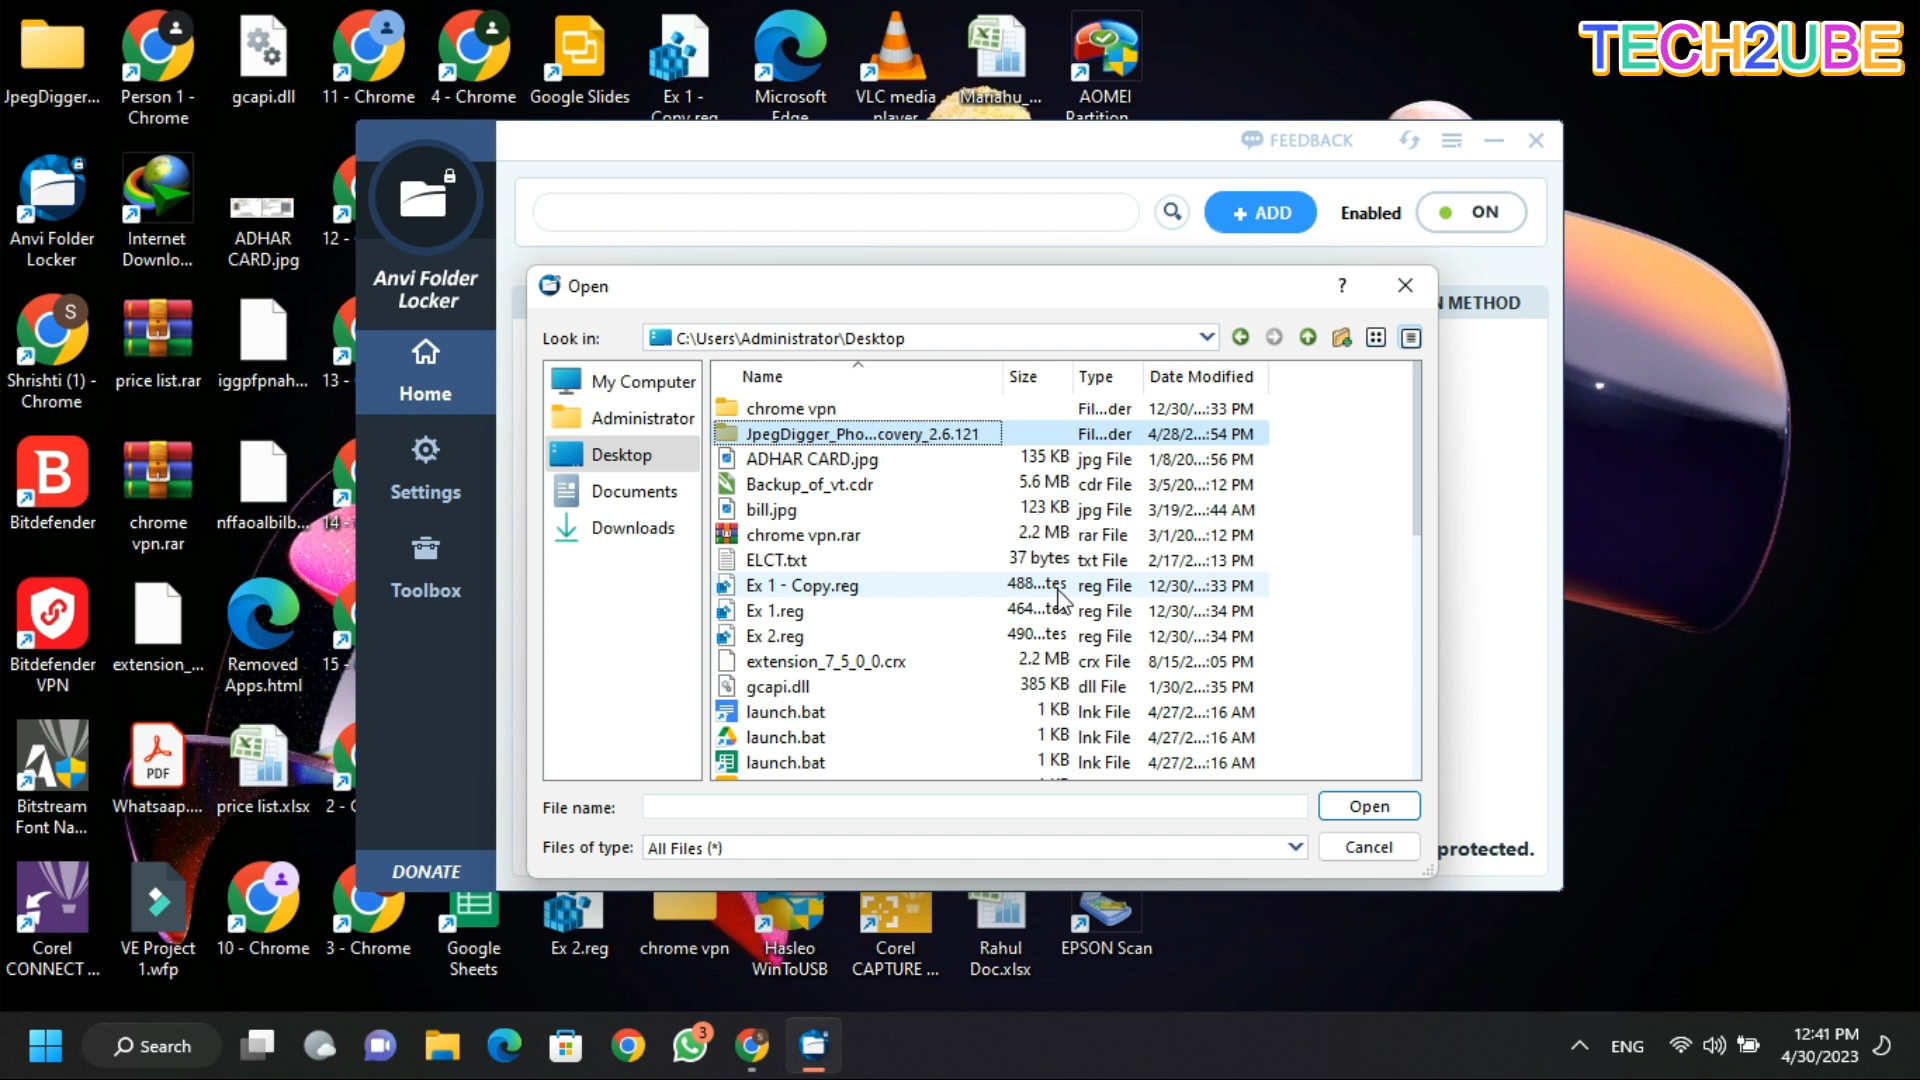 TECH2UBE
JpegDigger...
Person 1 -
Chrome
gcapi.dll
11 - Chrome
4 - Chrome
Google Slides
Ex 1 -
Copy.reg
Microsoft
Edge
VLC media
player
AOMEI
Partition
FEEDBACK
+ ADD
Enabled
ON
Anvi Folder
Locker
Internet
Downlo...
ADHAR
CARD.jpg
12 -
Anvi Folder
Locker
Home
Settings
Toolbox
DONATE
Open
?
METHOD
Look in:
C:\Users\Administrator\Desktop
My Computer
Administrator
Desktop
Documents
Downloads
Name
Size
Type
Date Modified
chrome vpn Fil...der 12/30/...:33 PM
JpegDigger_Pho...covery_2.6.121 Fil...der 4/28/2...:54 PM
ADHAR CARD.jpg 135 KB jpg File 1/8/20...:56 PM
Backup_of_vt.cdr 5.6 MB cdr File 3/5/20...:12 PM
bill.jpg 123 KB jpg File 3/19/2...:44 AM
chrome vpn.rar 2.2 MB rar File 3/1/20...:12 PM
ELCT.txt 37 bytes txt File 2/17/2...:13 PM
Ex 1 - Copy.reg 488...tes reg File 12/30/...:33 PM
Ex 1.reg 464...tes reg File 12/30/...:34 PM
Ex 2.reg 490...tes reg File 12/30/...:34 PM
extension_7_5_0_0.crx 2.2 MB crx File 8/15/2...:05 PM
gcapi.dll 385 KB dll File 1/30/2...:35 PM
launch.bat 1 KB lnk File 4/27/2...:16 AM
launch.bat 1 KB lnk File 4/27/2...:16 AM
launch.bat 1 KB lnk File 4/27/2...:16 AM
File name:
Open
Files of type:
All Files (*)
Cancel
protected.
S
Shrishti (1) -
Chrome
price list.rar
iggpfpnah...
13 -
Bitdefender
chrome
vpn.rar
nffaoalbilb...
14 -
Bitdefender
VPN
extension_...
Removed
Apps.html
15 -
PDF
Bitstream
Font Na...
Whatsaap....
price list.xlsx
2 -
Corel
CONNECT ...
VE Project
1.wfp
10 - Chrome
3 - Chrome
Google
Sheets
Ex 2.reg
chrome vpn
Hasleo
WinToUSB
Corel
CAPTURE ...
Rahul
Doc.xlsx
EPSON Scan
Search
3
ENG
12:41 PM
4/30/2023